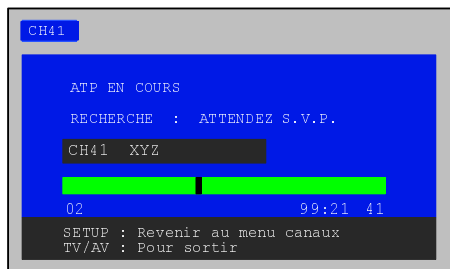 CH41
ATP EN COURS
RECHERCHE : ATTENDEZ S.V.P.
CH41 XYZ
02 99:21 41
SETUP : Revenir au menu canaux
TV/AV : Pour sortir